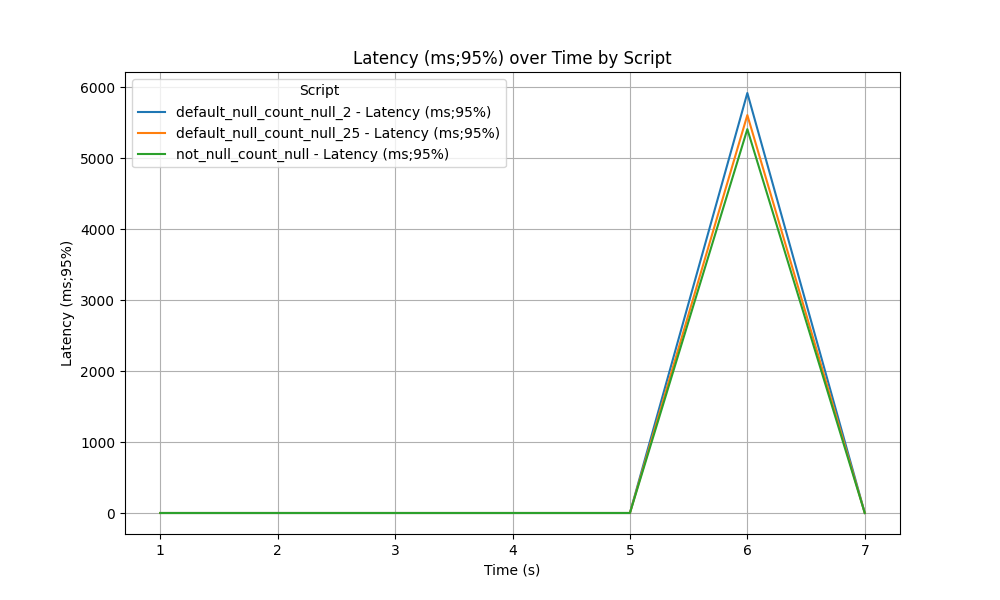 Latency (ms;95%) over Time by Script
Script
default_null_count_null_2 - Latency (ms;95%)
default_null_count_null_25 - Latency (ms;95%)
not_null_count_null - Latency (ms;95%)
Latency (ms;95%)
6000
5000
4000
3000
2000
1000
0
1 2 3 4 5 6 7
Time (s)